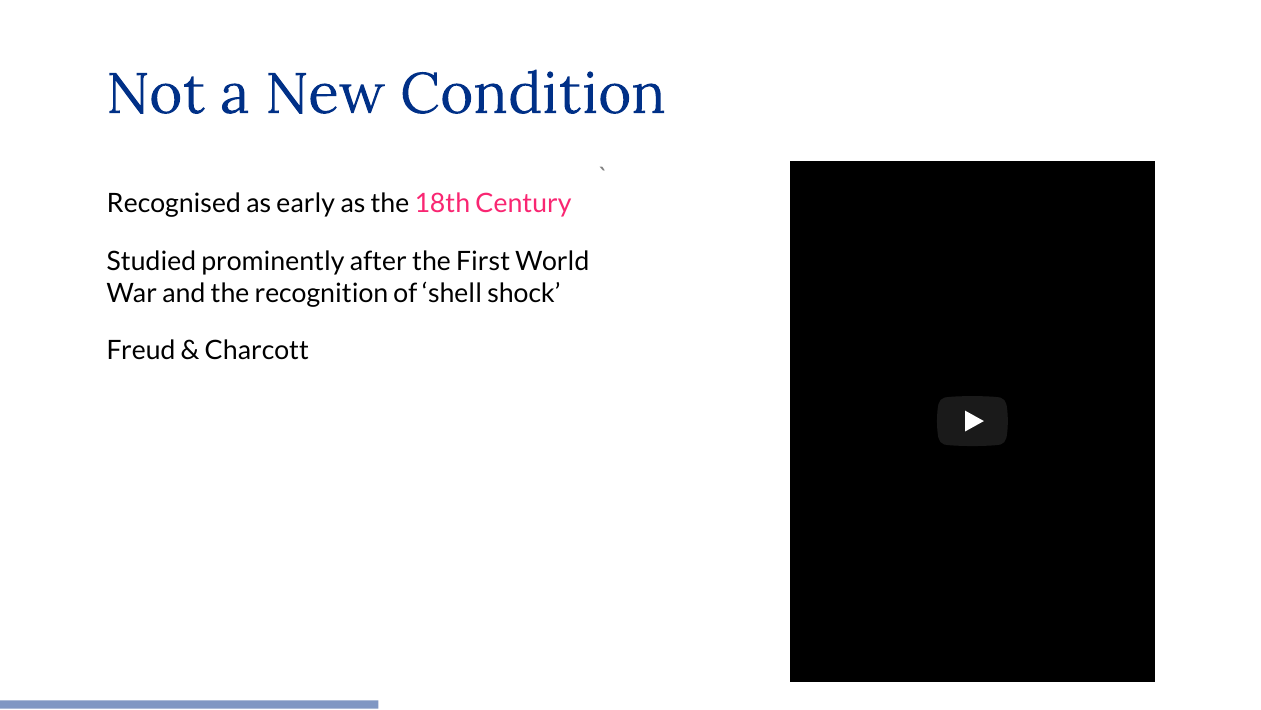 Not a New Condition
`
Recognised as early as the 18th Century
Studied prominently after the First World
War and the recognition of ‘shell shock’
Freud & Charcott